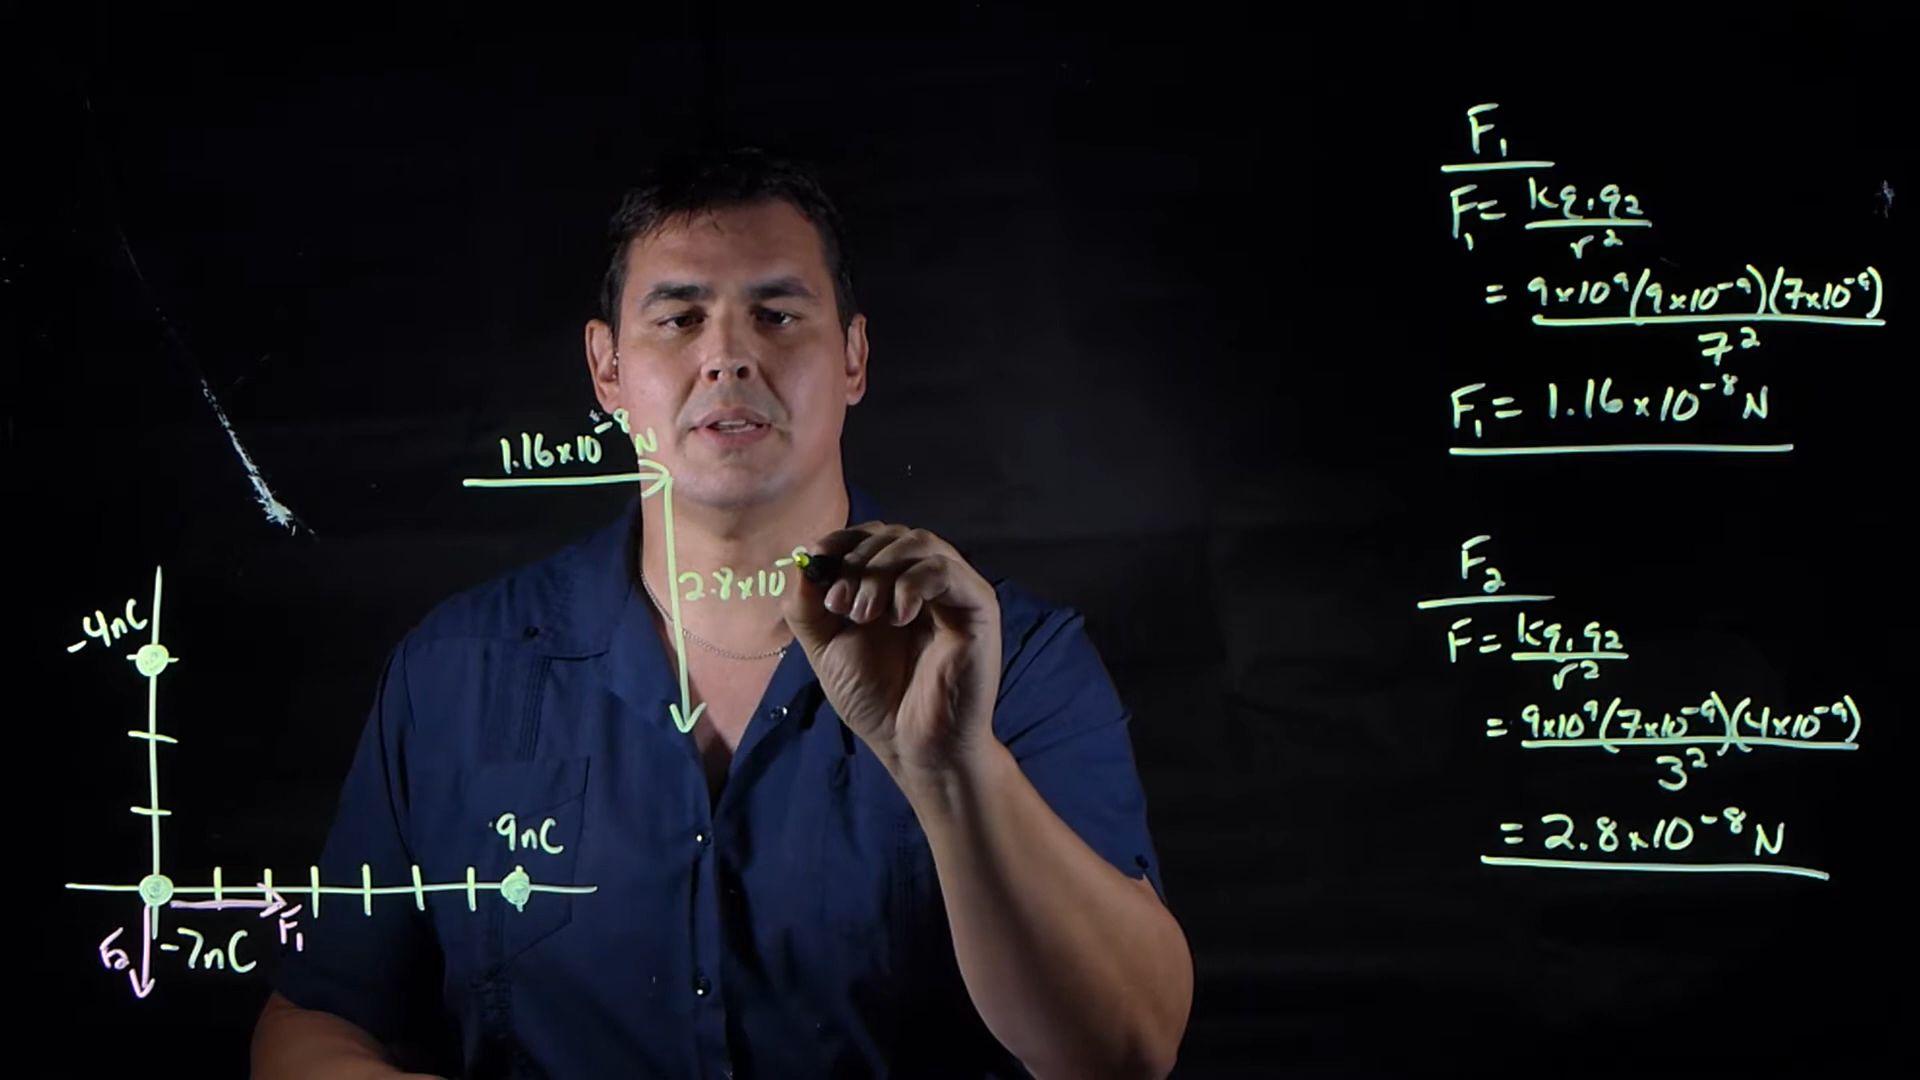 F₁
F₁ = kq₁q₂ / r²
= 9×10⁹(9×10⁻⁹)(7×10⁻⁹) / 7²
F₁ = 1.16×10⁻⁸ N
1.16×10⁻⁸ N
2.8×10⁻⁸
F₂
F = kq₁q₂ / r²
= 9×10⁹(7×10⁻⁹)(4×10⁻⁹) / 3²
= 2.8×10⁻⁸ N
-4nC
9nC
F₁
F₂
-7nC